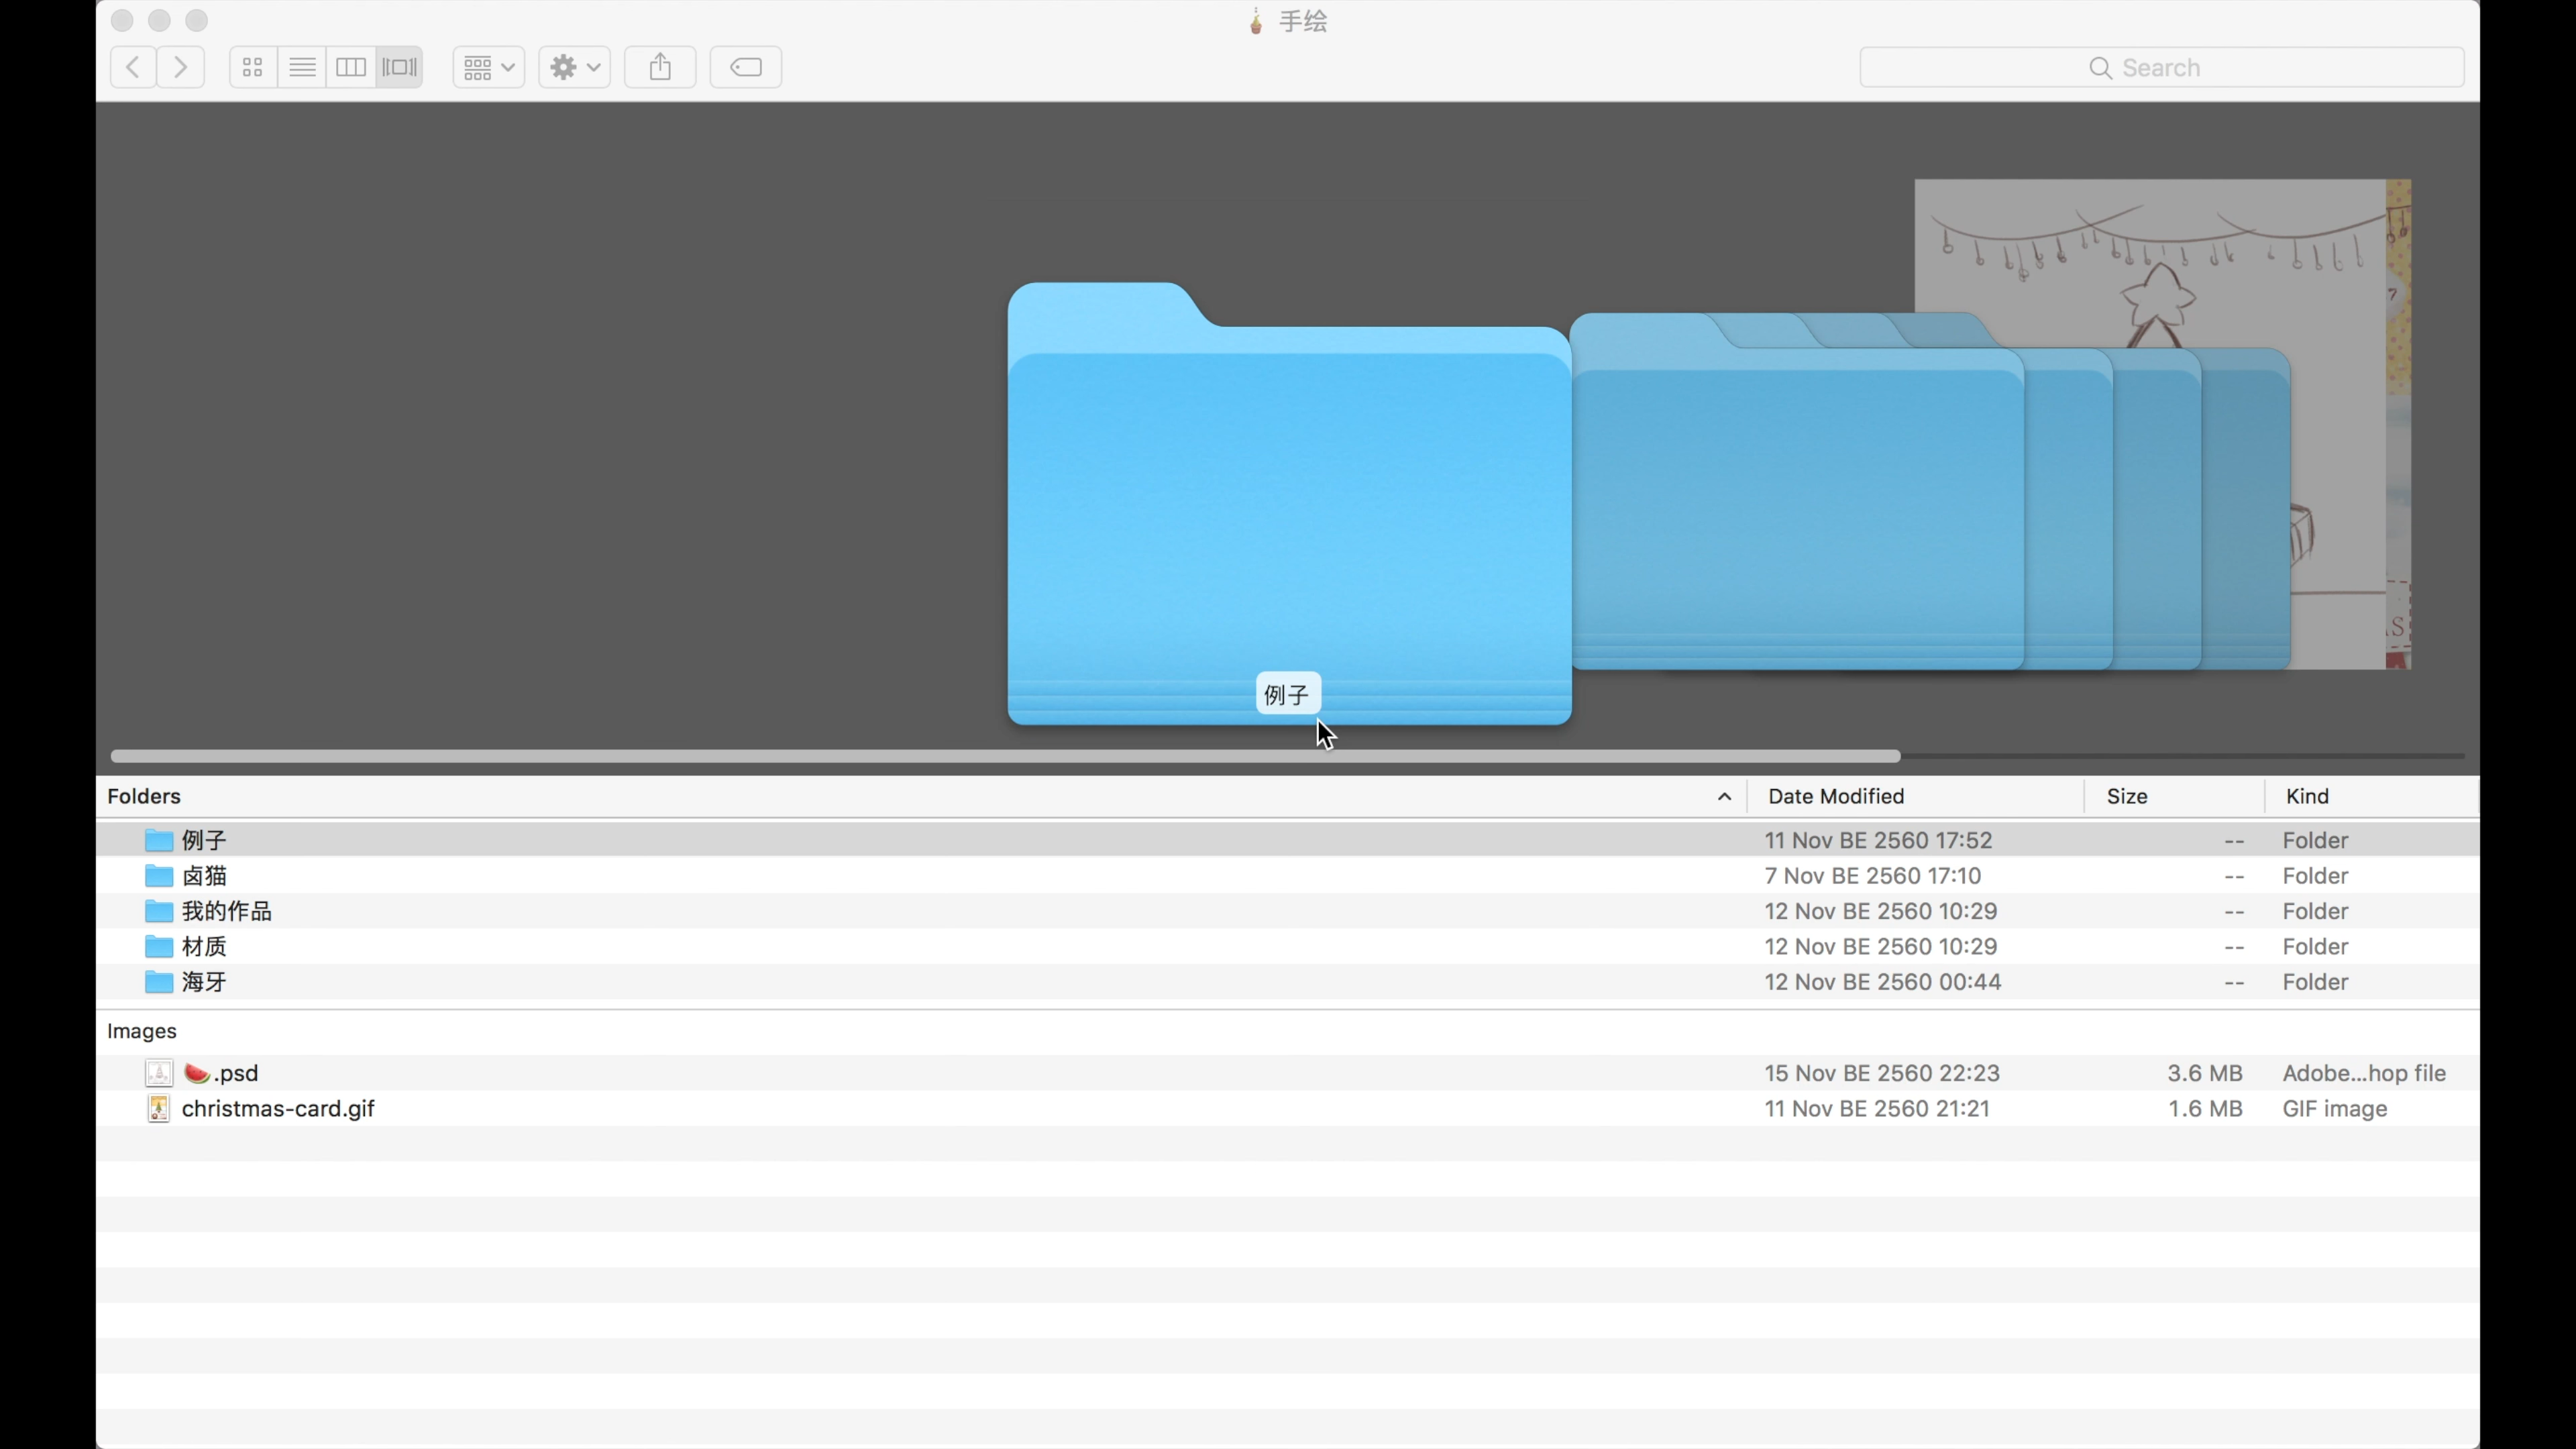 手绘
Search
例子
Folders Date Modified Size Kind
例子 11 Nov BE 2560 17:52 -- Folder
卤猫 7 Nov BE 2560 17:10 -- Folder
我的作品 12 Nov BE 2560 10:29 -- Folder
材质 12 Nov BE 2560 10:29 -- Folder
海牙 12 Nov BE 2560 00:44 -- Folder
Images
🍉.psd 15 Nov BE 2560 22:23 3.6 MB Adobe...hop file
christmas-card.gif 11 Nov BE 2560 21:21 1.6 MB GIF image